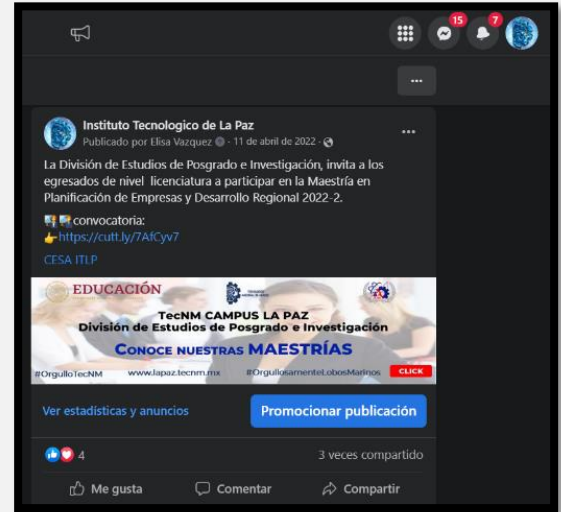 15
7
Instituto Tecnologico de La Paz
Publicado por Elisa Vazquez · 11 de abril de 2022 ·
La División de Estudios de Posgrado e Investigación, invita a los
egresados de nivel licenciatura a participar en la Maestría en
Planificación de Empresas y Desarrollo Regional 2022-2.
convocatoria:
https://cutt.ly/7AfCyv7
CESA ITLP
EDUCACIÓN
TecNM CAMPUS LA PAZ
División de Estudios de Posgrado e Investigación
CONOCE NUESTRAS MAESTRÍAS
#OrgulloTecNM www.lapaz.tecnm.mx #OrgullosamenteLobosMarinos CLICK
Ver estadísticas y anuncios Promocionar publicación
4 3 veces compartido
Me gusta Comentar Compartir